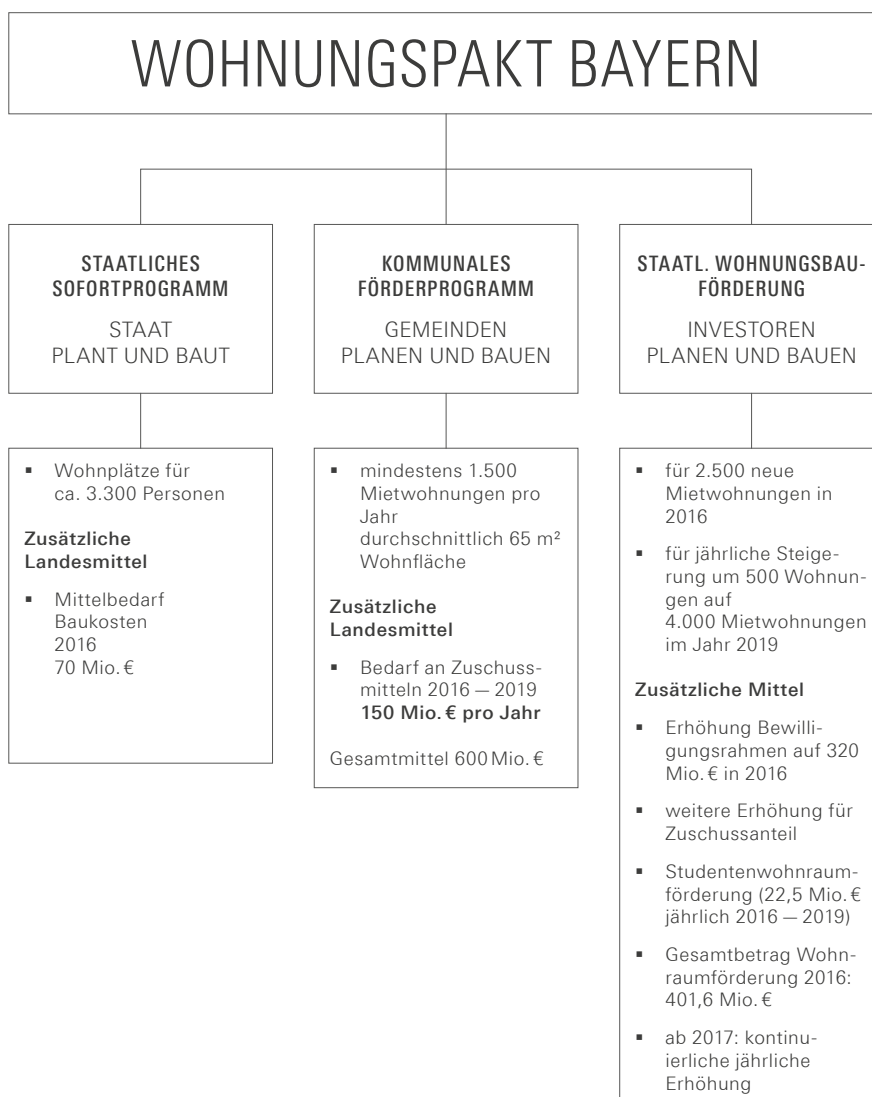 WOHNUNGSPAKT BAYERN
STAATLICHES
SOFORTPROGRAMM
STAAT
PLANT UND BAUT
▪ Wohnplätze für
ca. 3.300 Personen
Zusätzliche
Landesmittel
▪ Mittelbedarf
Baukosten
2016
70 Mio. €
KOMMUNALES
FÖRDERPROGRAMM
GEMEINDEN
PLANEN UND BAUEN
▪ mindestens 1.500
Mietwohnungen pro
Jahr
durchschnittlich 65 m²
Wohnfläche
Zusätzliche
Landesmittel
▪ Bedarf an Zuschuss-
mitteln 2016 — 2019
150 Mio. € pro Jahr
Gesamtmittel 600 Mio. €
STAATL. WOHNUNGSBAU-
FÖRDERUNG
INVESTOREN
PLANEN UND BAUEN
▪ für 2.500 neue
Mietwohnungen in
2016
▪ für jährliche Steige-
rung um 500 Wohnun-
gen auf
4.000 Mietwohnungen
im Jahr 2019
Zusätzliche Mittel
▪ Erhöhung Bewilli-
gungsrahmen auf 320
Mio. € in 2016
▪ weitere Erhöhung für
Zuschussanteil
▪ Studentenwohnraum-
förderung (22,5 Mio. €
jährlich 2016 — 2019)
▪ Gesamtbetrag Wohn-
raumförderung 2016:
401,6 Mio. €
▪ ab 2017: kontinu-
ierliche jährliche
Erhöhung